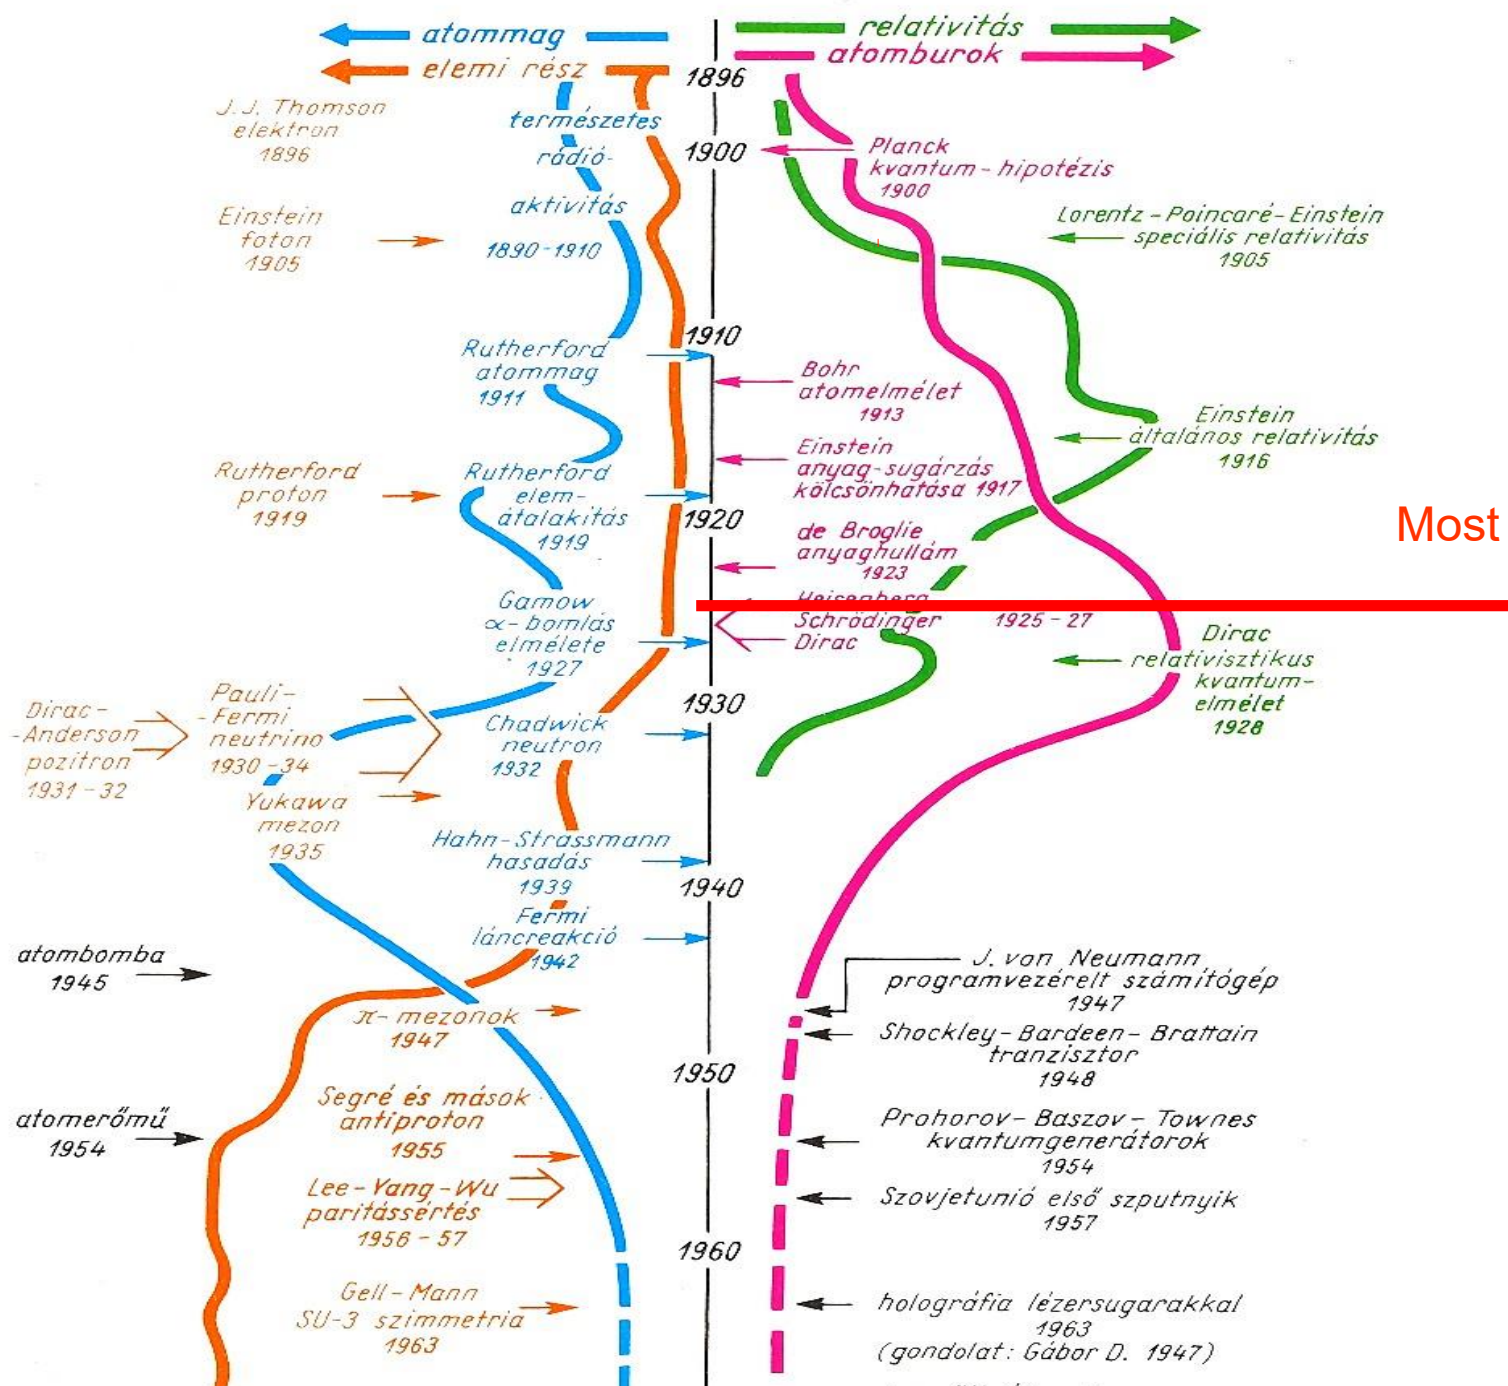 atommag
elemi rész
relativitás
atomburok
1896
J.J. Thomson
elektron
1896
természetes
rádió-
aktivitás
1890-1910
1900
Planck
kvantum-hipotézis
1900
Einstein
foton
1905
Lorentz-Poincaré-Einstein
speciális relativitás
1905
1910
Rutherford
atommag
1911
Bohr
atomelmélet
1913
Einstein
általános relativitás
1916
Einstein
anyag-sugárzás
kölcsönhatása 1917
Rutherford
proton
1919
Rutherford
elem-
átalakítás
1919
1920
de Broglie
anyaghullám
1923
Most
Gamow
α-bomlás
elmélete
1927
Heisenberg
Schrödinger
Dirac
1925-27
Dirac
relativisztikus
kvantum-
elmélet
1928
1930
Dirac-
-Anderson
pozitron
1931-32
Pauli-
-Fermi
neutrino
1930-34
Chadwick
neutron
1932
Yukawa
mezon
1935
Hahn-Strassmann
hasadás
1939
1940
Fermi
láncreakció
1942
atombomba
1945
J. von Neumann
programvezérelt számítógép
1947
π-mezonok
1947
Shockley-Bardeen-Brattain
tranzisztor
1948
1950
Segré és mások
antiproton
1955
atomerőmű
1954
Prohorov-Baszov-Townes
kvantumgenerátorok
1954
Lee-Yang-Wu
paritássértés
1956-57
Szovjetunió első szputnyik
1957
1960
Gell-Mann
SU-3 szimmetria
1963
holográfia lézersugarakkal
1963
(gondolat: Gábor D. 1947)